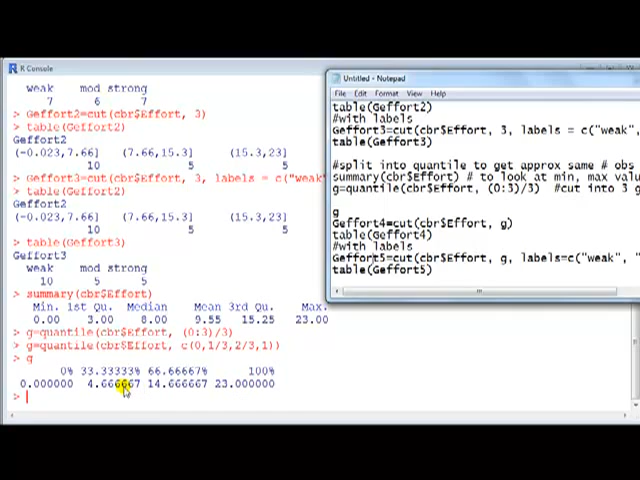 R Console
weak mod strong
7 6 7
> Geffort2=cut(cbr$Effort, 3)
> table(Geffort2)
Geffort2
(-0.023,7.66] (7.66,15.3] (15.3,23]
10 5 5
> Geffort3=cut(cbr$Effort, 3, labels = c("weak"
> table(Geffort2)
Geffort2
(-0.023,7.66] (7.66,15.3] (15.3,23]
10 5 5
> table(Geffort3)
Geffort3
weak mod strong
10 5 5
> summary(cbr$Effort)
Min. 1st Qu. Median Mean 3rd Qu. Max.
0.00 3.00 8.00 9.55 15.25 23.00
> g=quantile(cbr$Effort, (0:3)/3)
> g=quantile(cbr$Effort, c(0,1/3,2/3,1))
> g
0% 33.33333% 66.66667% 100%
0.000000 4.666667 14.666667 23.000000
>
Untitled - Notepad
File Edit Format View Help
table(Geffort2)
#with labels
Geffort3=cut(cbr$Effort, 3, labels = c("weak",
table(Geffort3)
#split into quantile to get approx same # obs
summary(cbr$Effort) # to look at min, max valu
g=quantile(cbr$Effort, (0:3)/3) #cut into 3 g
g
Geffort4=cut(cbr$Effort, g)
table(Geffort4)
#with labels
Geffort5=cut(cbr$Effort, g, labels=c("weak", "
table(Geffort5)